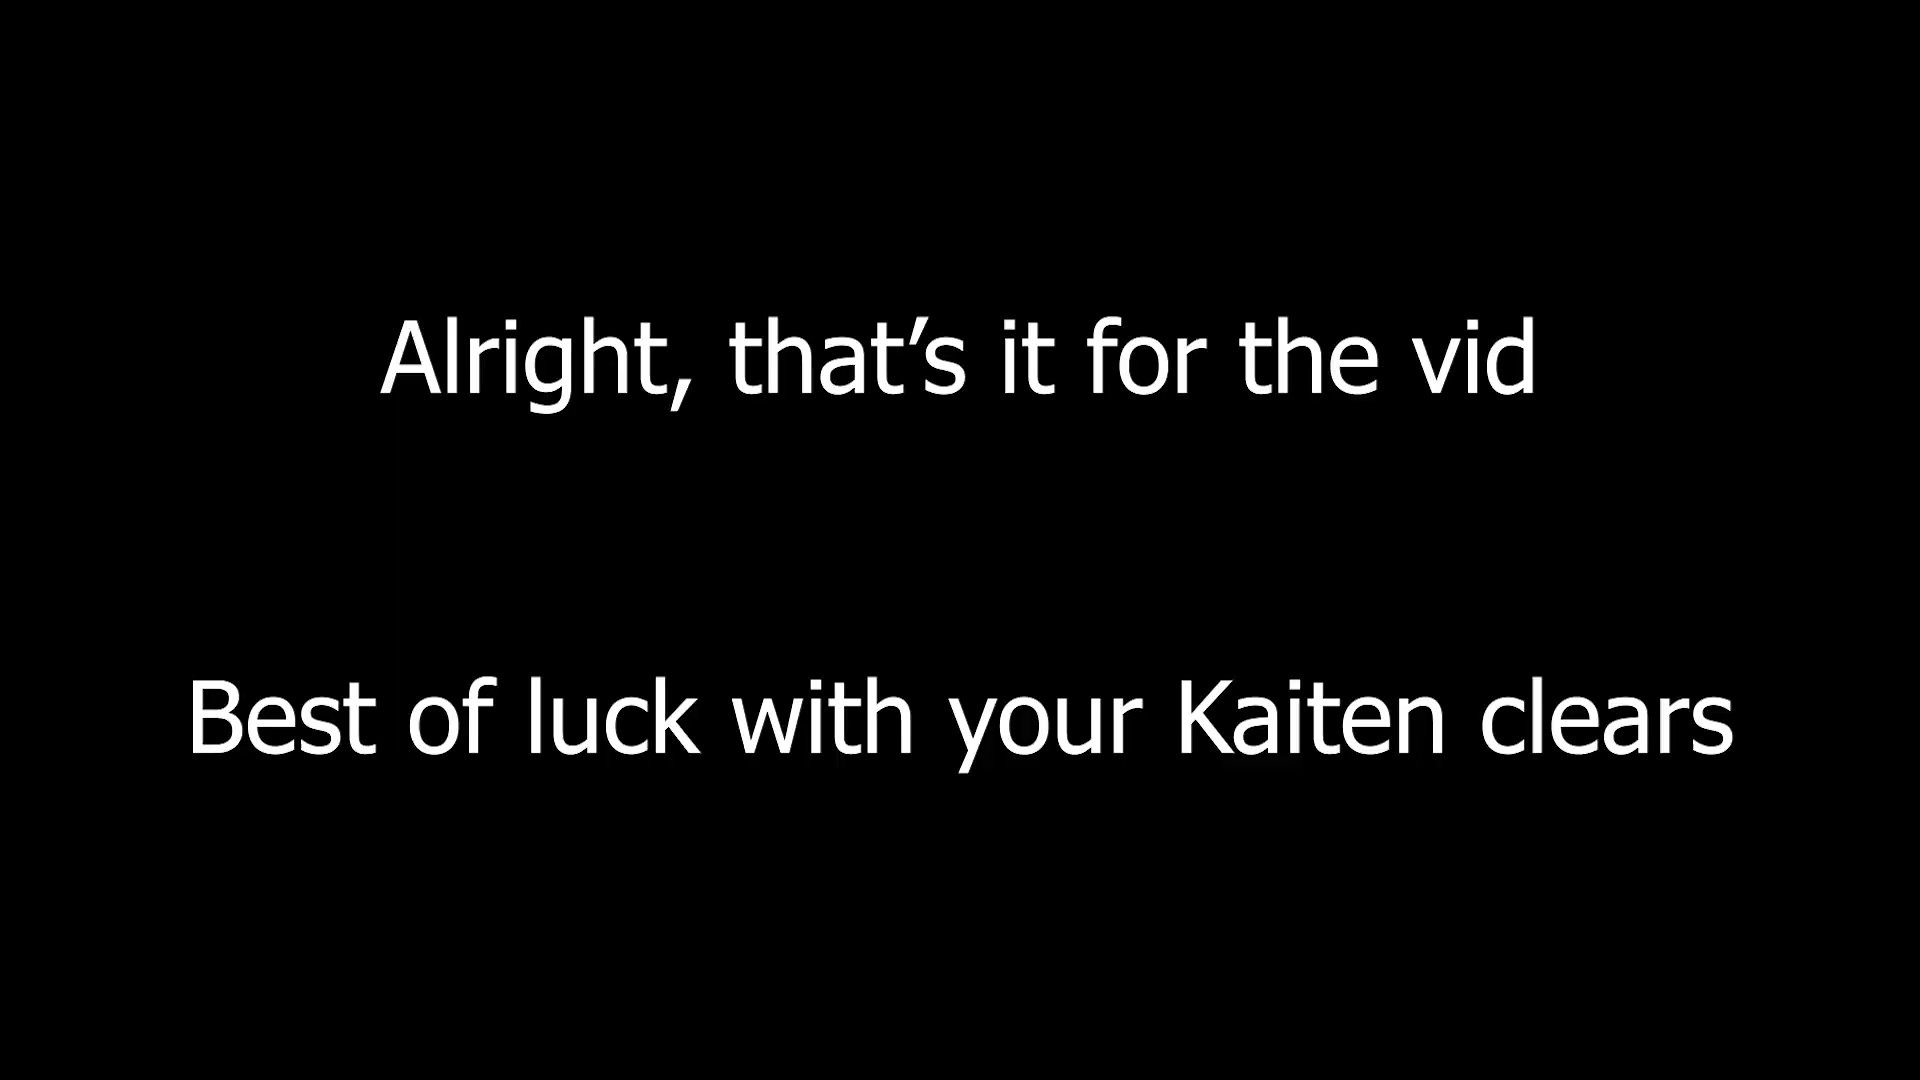 Alright, that’s it for the vid
Best of luck with your Kaiten clears